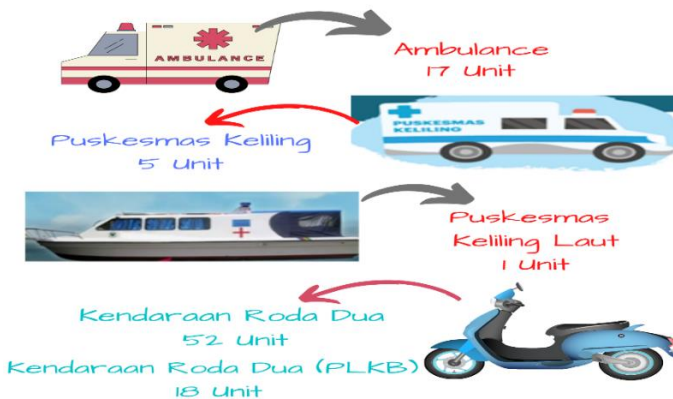 AMBULANCE
Ambulance
17 Unit
PUSKESMAS
KELILING
Puskesmas Keliling
5 Unit
Puskesmas
Keliling Laut
1 Unit
Kendaraan Roda Dua
52 Unit
Kendaraan Roda Dua (PLKB)
18 Unit